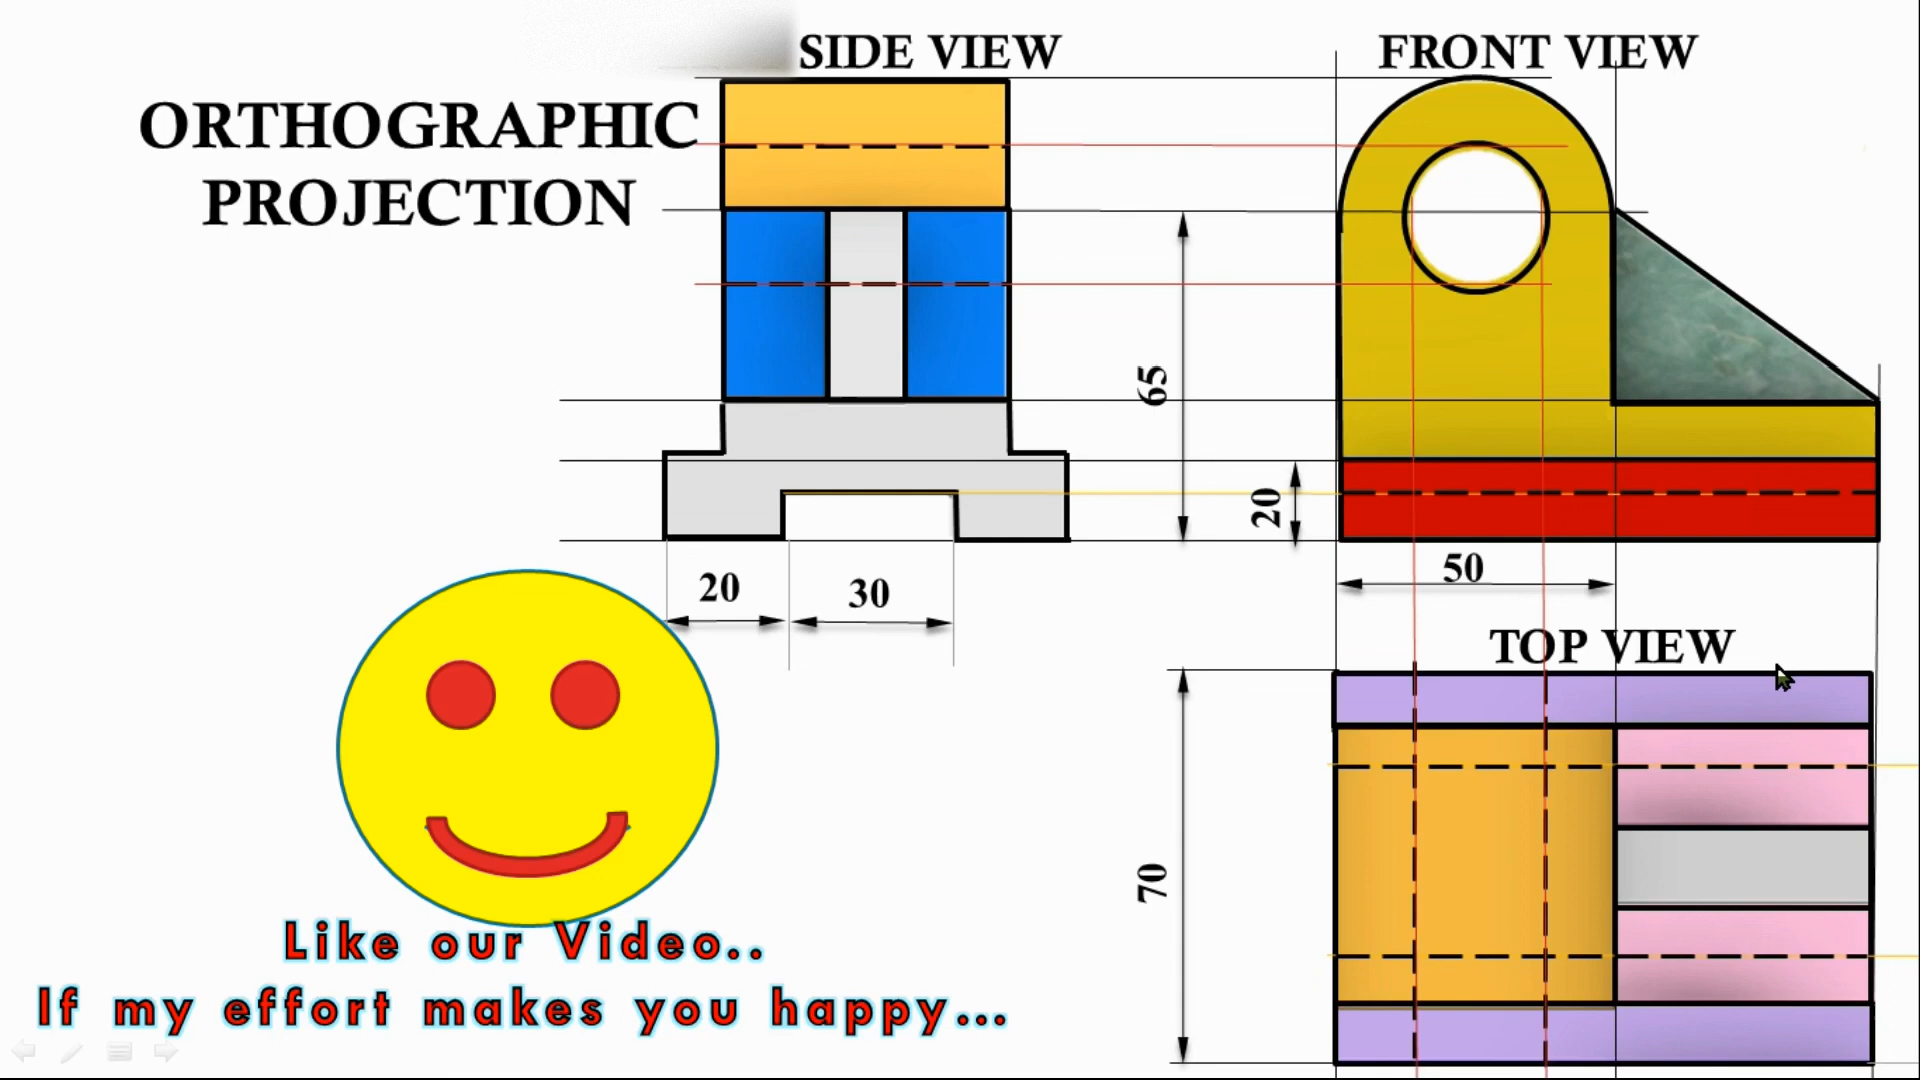 SIDE VIEW
FRONT VIEW
ORTHOGRAPHIC
PROJECTION
65
20
50
20
30
TOP VIEW
70
Like our Video..
If my effort makes you happy...